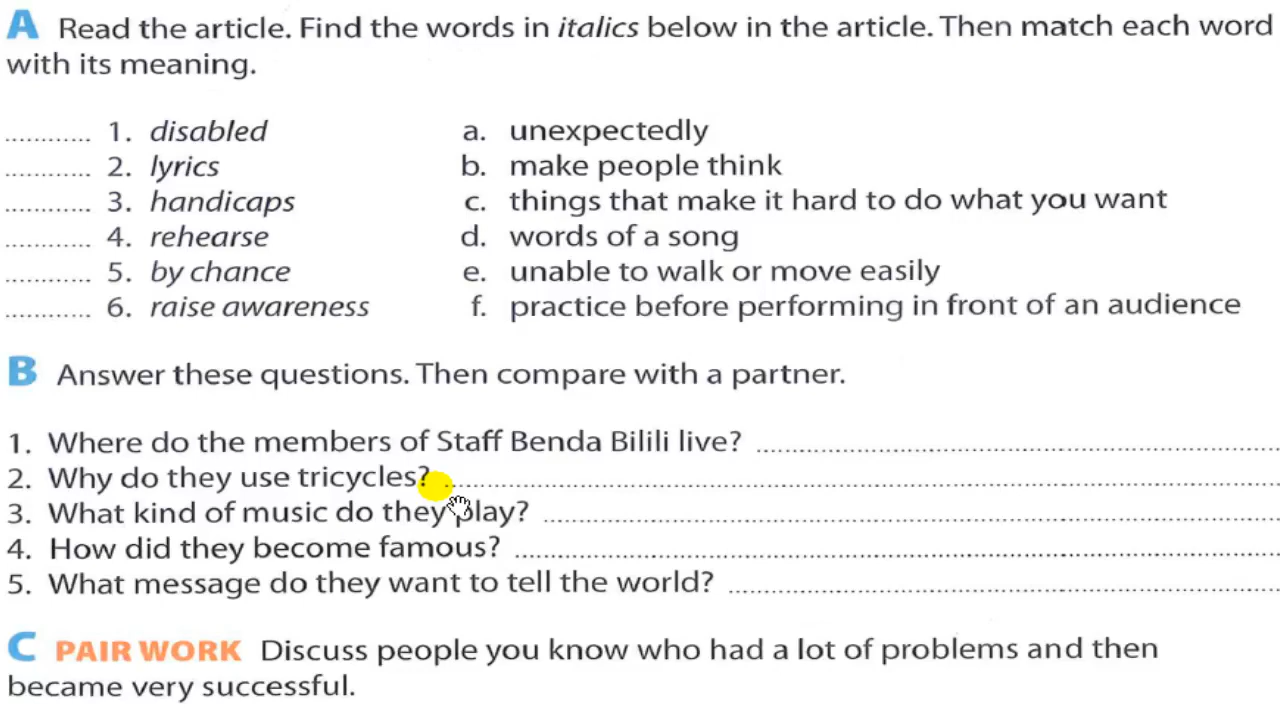 A Read the article. Find the words in italics below in the article. Then match each word
with its meaning.
............ 1. disabled a. unexpectedly
............ 2. lyrics b. make people think
............ 3. handicaps c. things that make it hard to do what you want
............ 4. rehearse d. words of a song
............ 5. by chance e. unable to walk or move easily
............ 6. raise awareness f. practice before performing in front of an audience
B Answer these questions. Then compare with a partner.
1. Where do the members of Staff Benda Bilili live? ............
2. Why do they use tricycles? ............
3. What kind of music do they play? ............
4. How did they become famous? ............
5. What message do they want to tell the world? ............
C PAIR WORK Discuss people you know who had a lot of problems and then
became very successful.